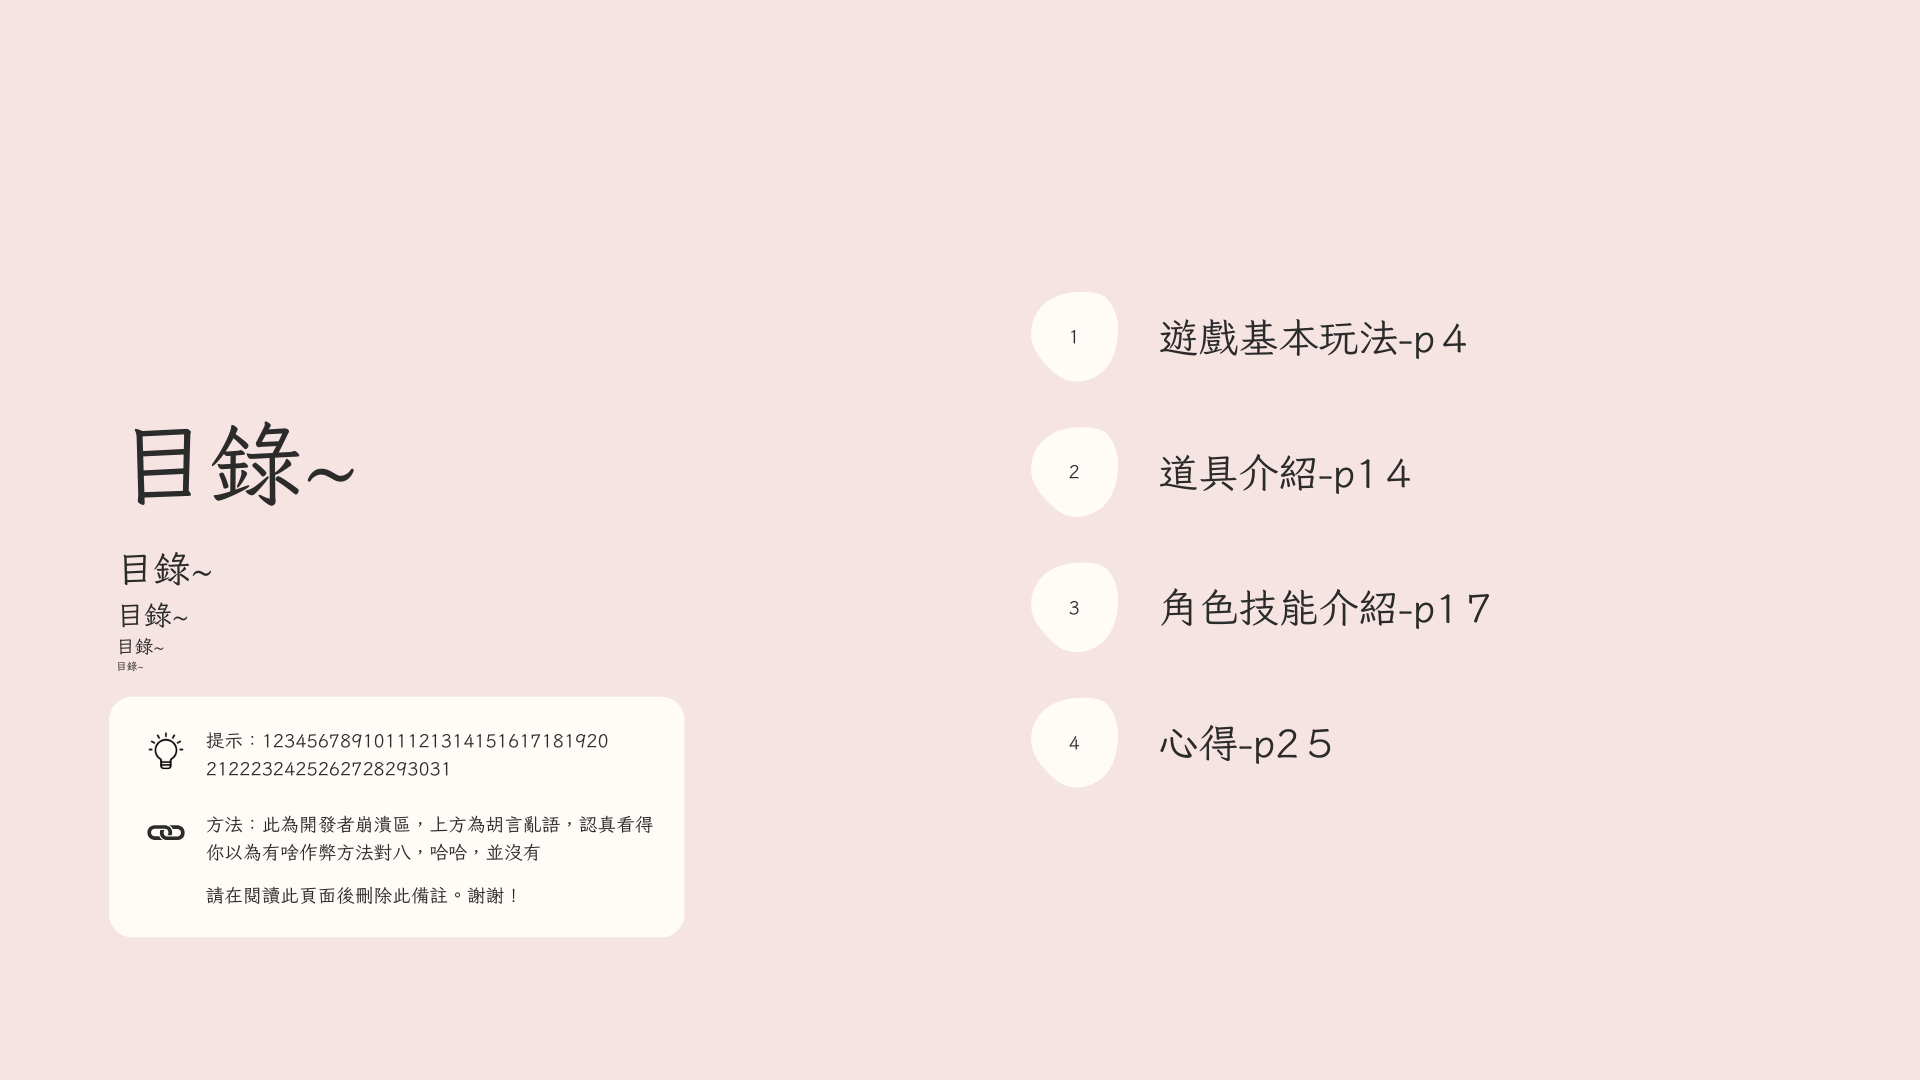 目錄~
目錄~
目錄~
目錄~
目錄~
提示：1234567891011121314151617181920
2122232425262728293031
方法：此為開發者崩潰區，上方為胡言亂語，認真看得
你以為有啥作弊方法對八，哈哈，並沒有
請在閱讀此頁面後刪除此備註。謝謝！
1
遊戲基本玩法-p４
2
道具介紹-p1４
3
角色技能介紹-p1７
4
心得-p2５